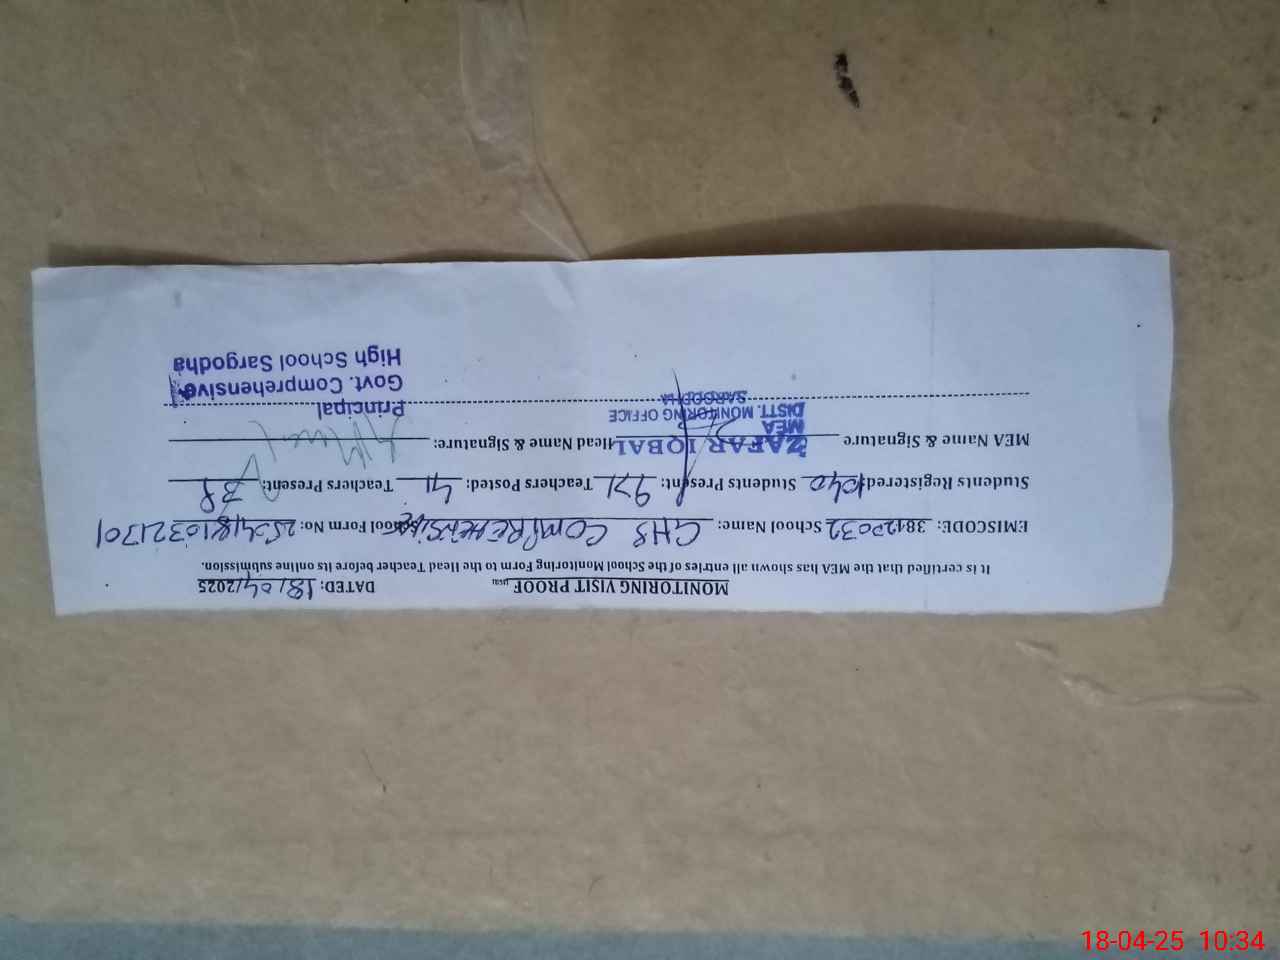 MONITORING VISIT PROOF DATED: 18/04/2025
It is certified that the MEA has shown all entries of the School Monitoring Form to the Head Teacher before its online submission.
EMISCODE: 38420032 School Name: GHS COMPREHENSIVE School Form No: 
Students Registered: 1040 Students Present: 971 Teachers Posted: 41 Teachers Present: 38
MEA Name & Signature ZAFAR IQBAL Head Name & Signature:
MEA
DISTT. MONITORING OFFICE
SARGODHA
Principal
Govt. Comprehensive
High School Sargodha
18-04-25 10:34